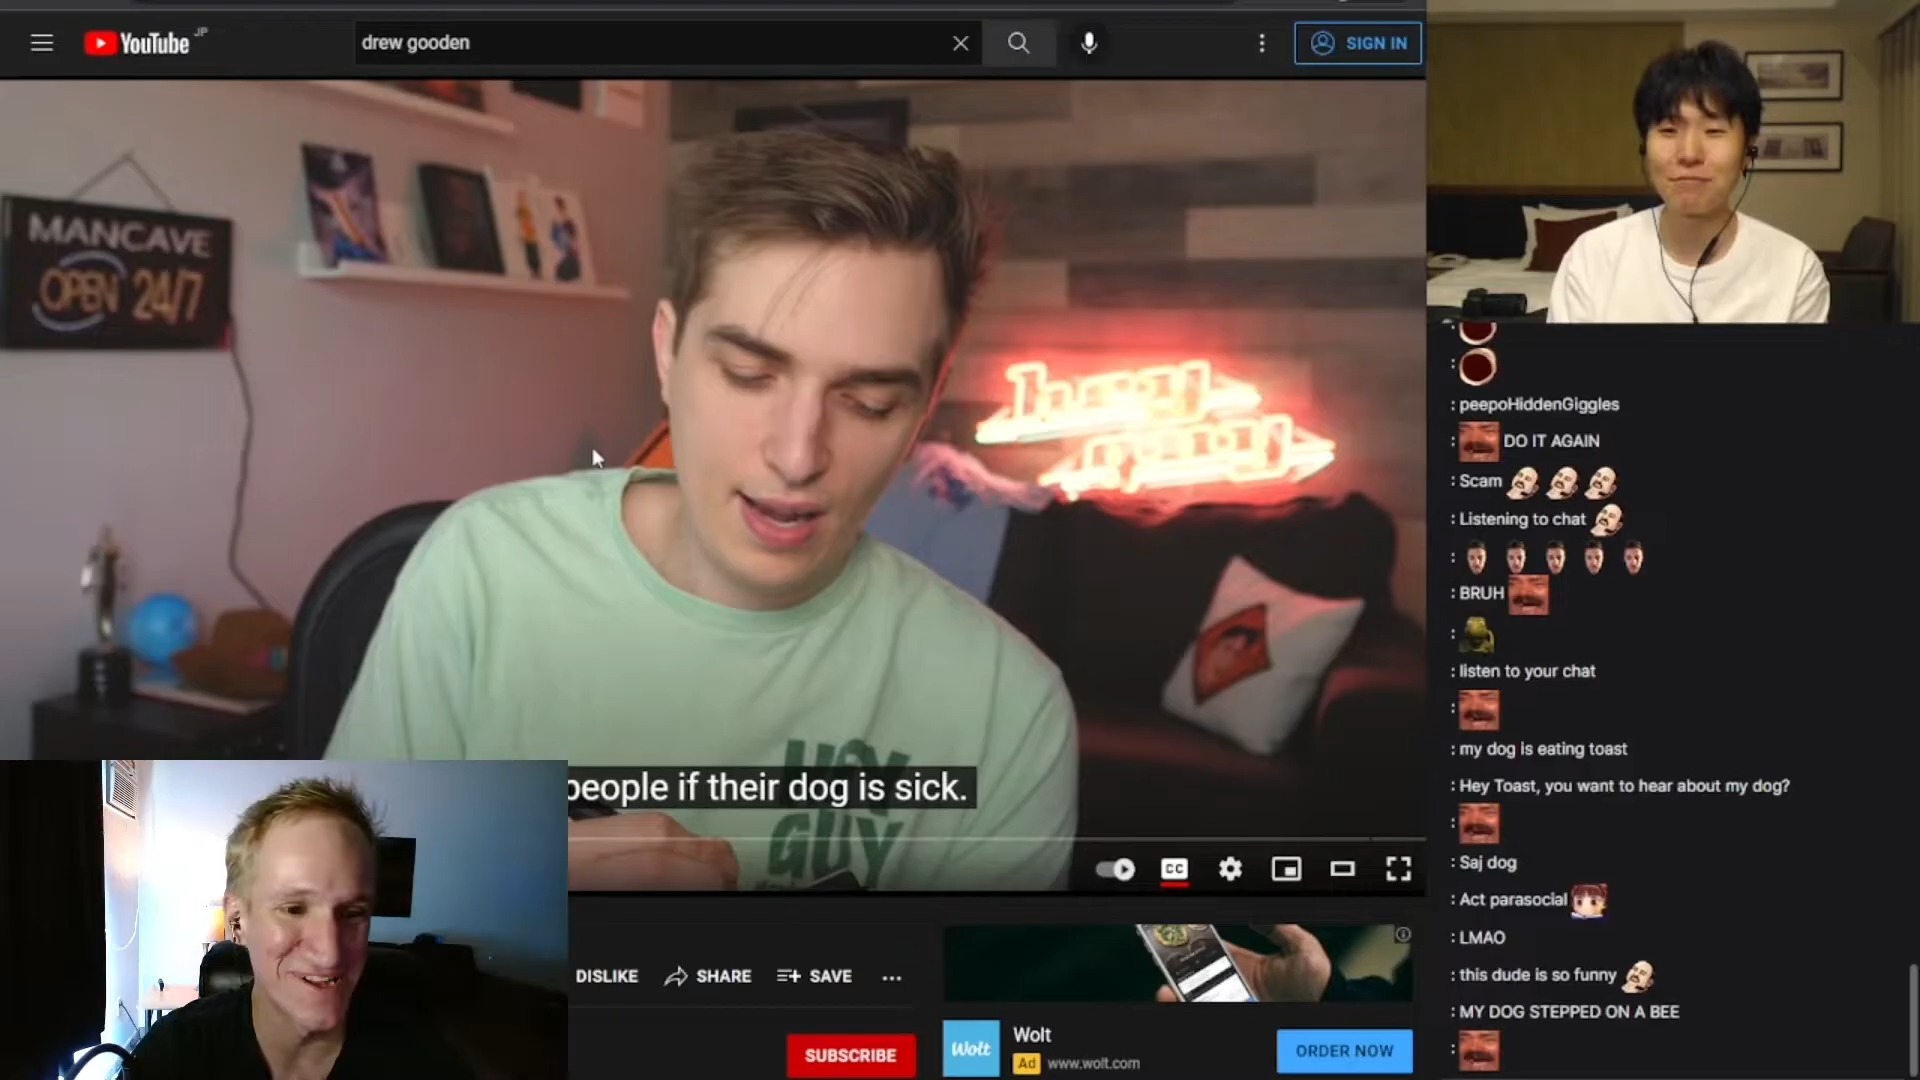 YouTube JP
drew gooden
SIGN IN
MANCAVE
OPEN 24/7
people if their dog is sick.
HEY
GUY
CC
DISLIKE
SHARE
SAVE
SUBSCRIBE
Wolt
Wolt
Ad www.wolt.com
ORDER NOW
:
:
: peepoHiddenGiggles
: DO IT AGAIN
: Scam
: Listening to chat
:
: BRUH
:
: listen to your chat
:
: my dog is eating toast
: Hey Toast, you want to hear about my dog?
:
: Saj dog
: Act parasocial
: LMAO
: this dude is so funny
: MY DOG STEPPED ON A BEE
: